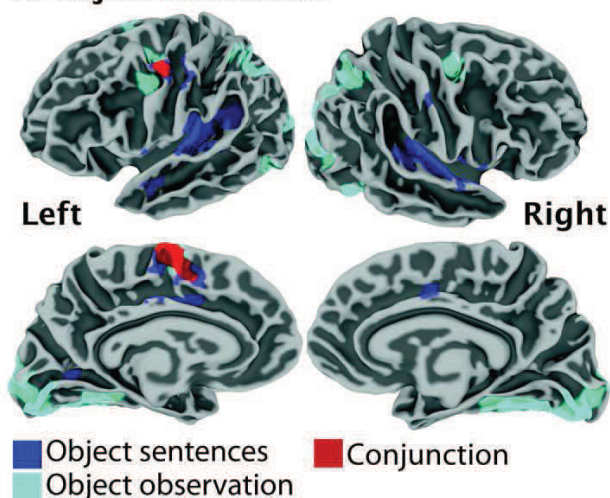 Left
Right
Object sentences
Conjunction
Object observation